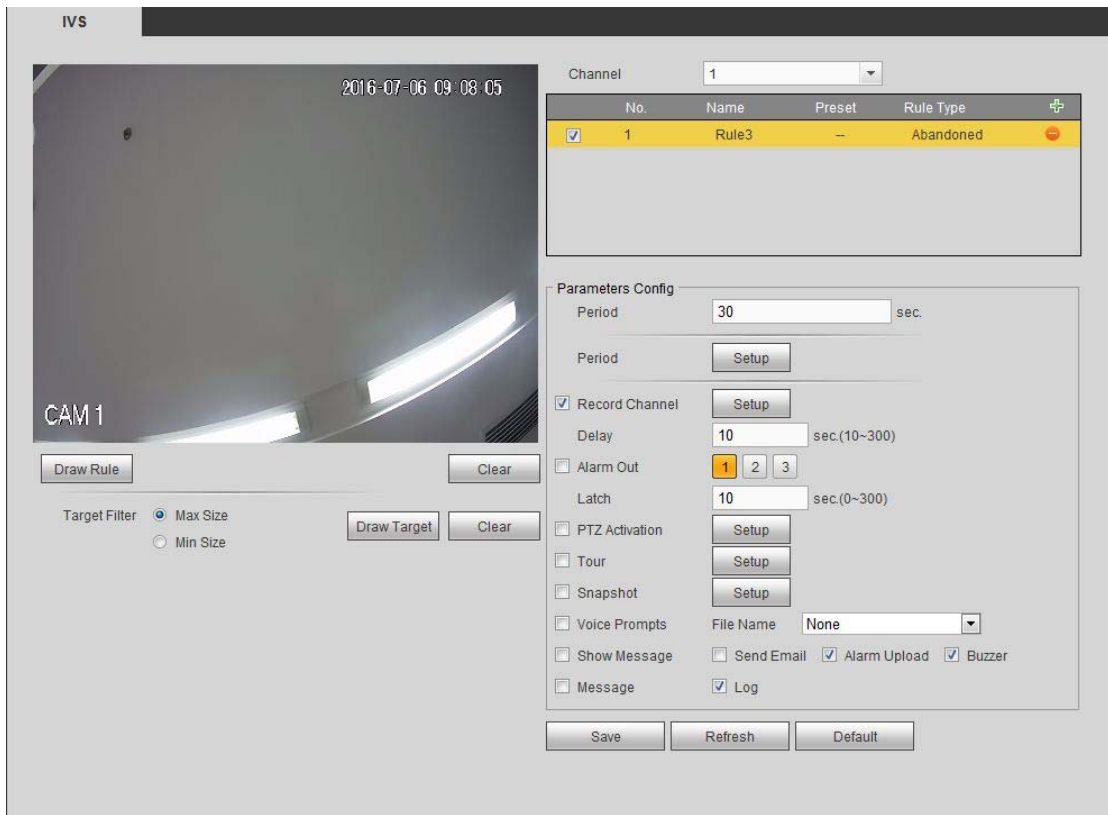 IVS
2016-07-06 09:08:05
CAM 1
Draw Rule
Clear
Target Filter
Max Size
Min Size
Draw Target
Clear
Channel 1
No. Name Preset Rule Type
1 Rule3 -- Abandoned
Parameters Config
Period 30 sec.
Period Setup
Record Channel Setup
Delay 10 sec.(10~300)
Alarm Out 1 2 3
Latch 10 sec.(0~300)
PTZ Activation Setup
Tour Setup
Snapshot Setup
Voice Prompts File Name None
Show Message Send Email Alarm Upload Buzzer
Message Log
Save Refresh Default